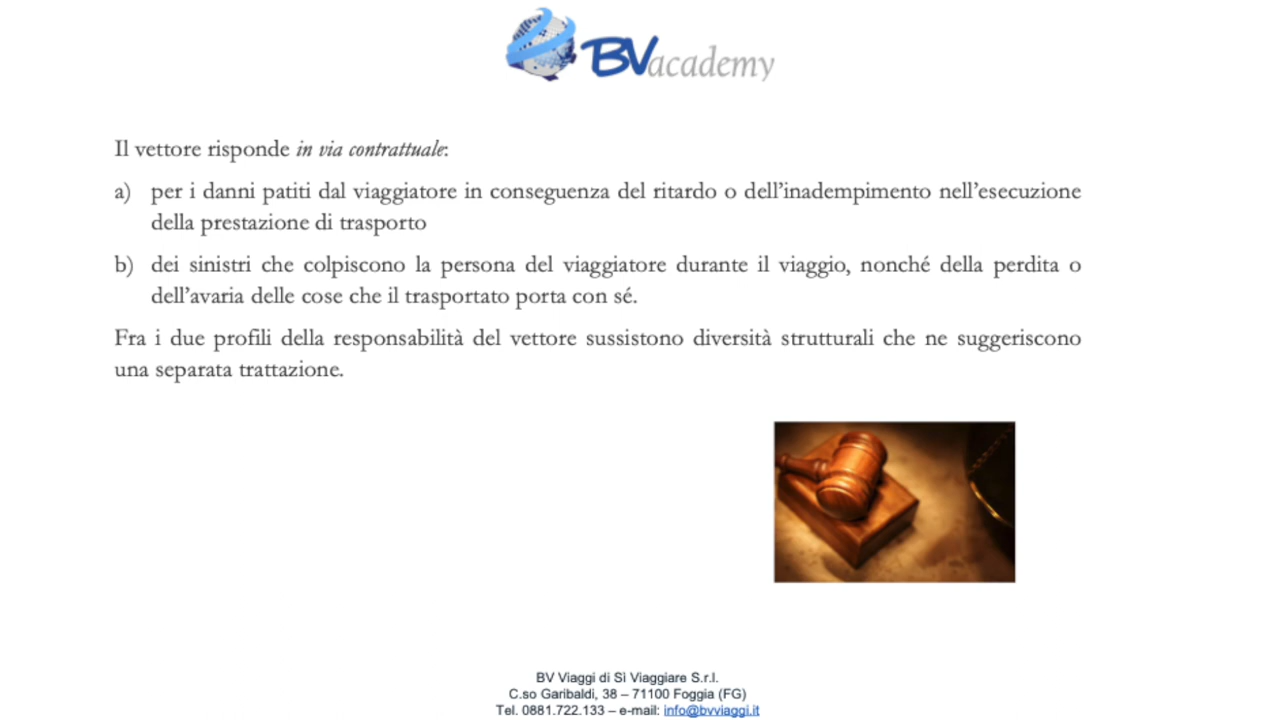 BVacademy
Il vettore risponde in via contrattuale:
a) per i danni patiti dal viaggiatore in conseguenza del ritardo o dell’inadempimento nell’esecuzione
della prestazione di trasporto
b) dei sinistri che colpiscono la persona del viaggiatore durante il viaggio, nonché della perdita o
dell’avaria delle cose che il trasportato porta con sé.
Fra i due profili della responsabilità del vettore sussistono diversità strutturali che ne suggeriscono
una separata trattazione.
BV Viaggi di Sì Viaggiare S.r.l.
C.so Garibaldi, 38 – 71100 Foggia (FG)
Tel. 0881.722.133 – e-mail: info@bvviaggi.it